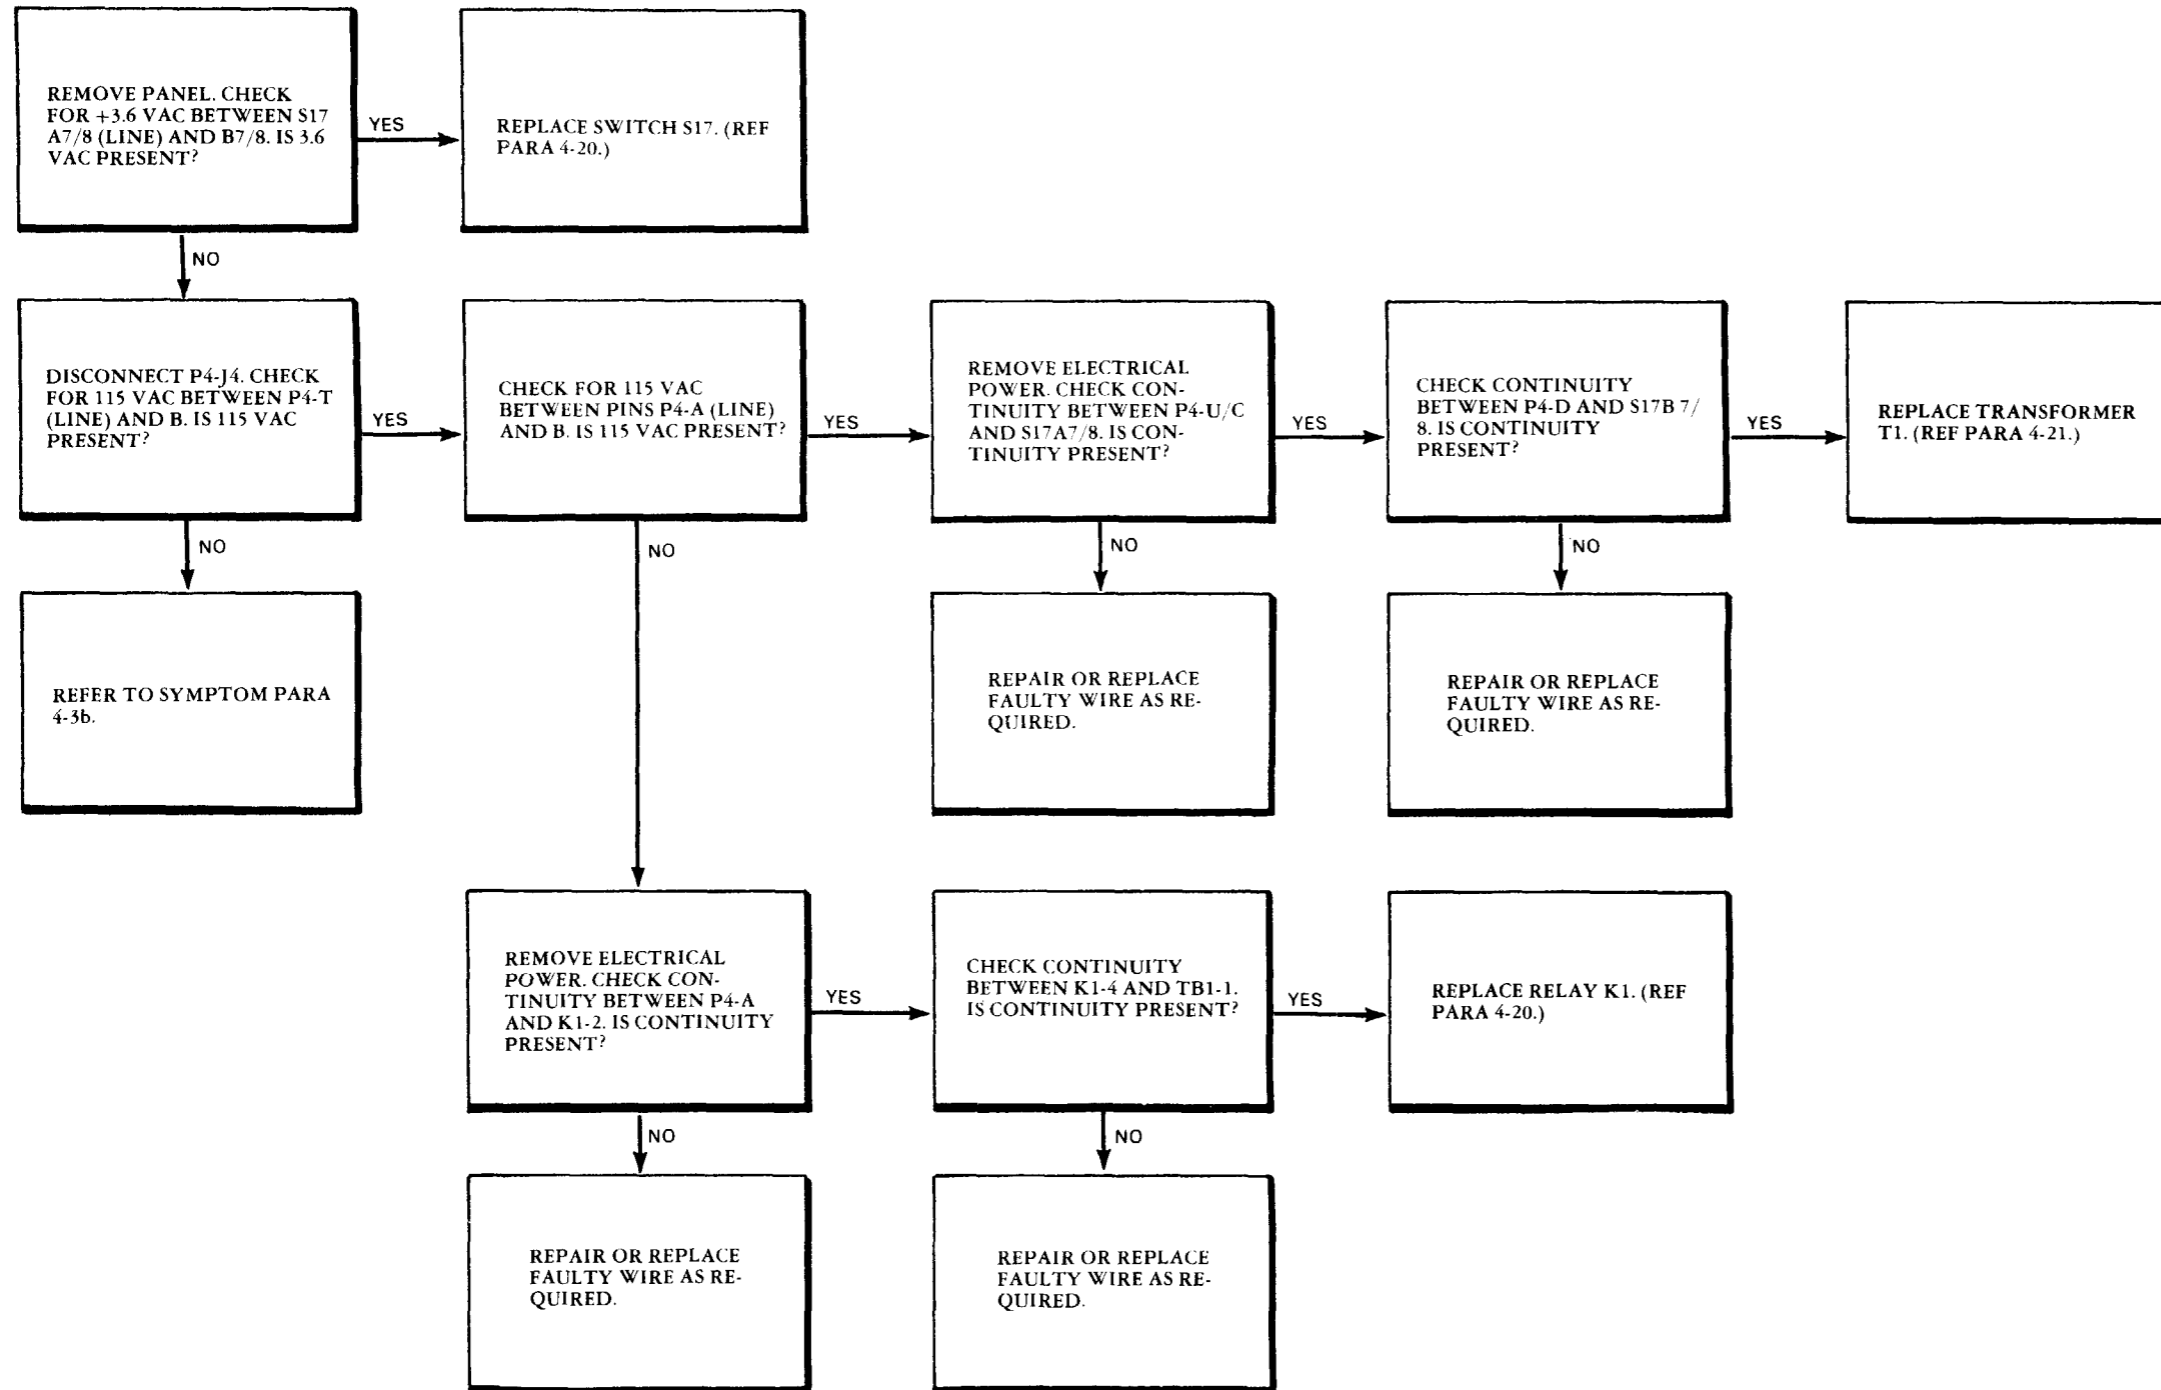 REMOVE PANEL. CHECK
FOR +3.6 VAC BETWEEN S17
A7/8 (LINE) AND B7/8. IS 3.6
VAC PRESENT?
YES
REPLACE SWITCH S17. (REF
PARA 4-20.)
NO
DISCONNECT P4-J4. CHECK
FOR 115 VAC BETWEEN P4-T
(LINE) AND B. IS 115 VAC
PRESENT?
YES
CHECK FOR 115 VAC
BETWEEN PINS P4-A (LINE)
AND B. IS 115 VAC PRESENT?
YES
REMOVE ELECTRICAL
POWER. CHECK CON-
TINUITY BETWEEN P4-U/C
AND S17A7/8. IS CON-
TINUITY PRESENT?
YES
CHECK CONTINUITY
BETWEEN P4-D AND S17B 7/
8. IS CONTINUITY
PRESENT?
YES
REPLACE TRANSFORMER
T1. (REF PARA 4-21.)
NO
NO
NO
NO
REFER TO SYMPTOM PARA
4-3b.
REPAIR OR REPLACE
FAULTY WIRE AS RE-
QUIRED.
REPAIR OR REPLACE
FAULTY WIRE AS RE-
QUIRED.
REMOVE ELECTRICAL
POWER. CHECK CON-
TINUITY BETWEEN P4-A
AND K1-2. IS CONTINUITY
PRESENT?
YES
CHECK CONTINUITY
BETWEEN K1-4 AND TB1-1.
IS CONTINUITY PRESENT?
YES
REPLACE RELAY K1. (REF
PARA 4-20.)
NO
NO
REPAIR OR REPLACE
FAULTY WIRE AS RE-
QUIRED.
REPAIR OR REPLACE
FAULTY WIRE AS RE-
QUIRED.